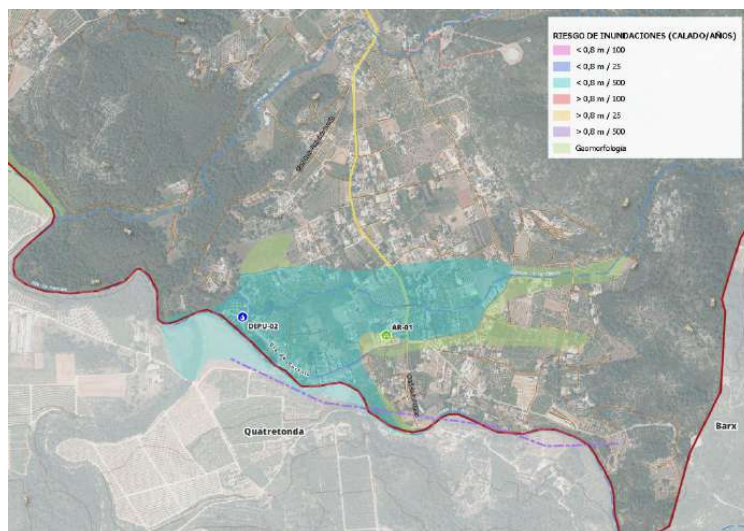 RIESGO DE INUNDACIONES (CALADO/AÑOS)
< 0,8 m / 100
< 0,8 m / 25
< 0,8 m / 500
> 0,8 m / 100
> 0,8 m / 25
> 0,8 m / 500
Geomorfología
DEPU-02
AR-01
Quatretonda
Barx